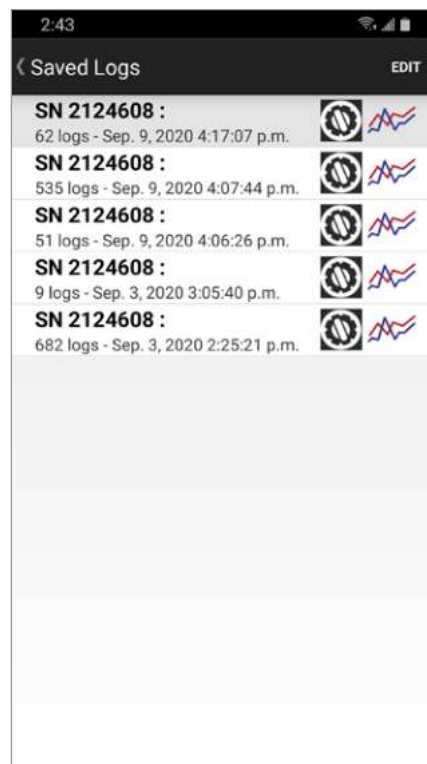 2:43
Saved Logs
EDIT
SN 2124608 :
62 logs - Sep. 9, 2020 4:17:07 p.m.
SN 2124608 :
535 logs - Sep. 9, 2020 4:07:44 p.m.
SN 2124608 :
51 logs - Sep. 9, 2020 4:06:26 p.m.
SN 2124608 :
9 logs - Sep. 3, 2020 3:05:40 p.m.
SN 2124608 :
682 logs - Sep. 3, 2020 2:25:21 p.m.